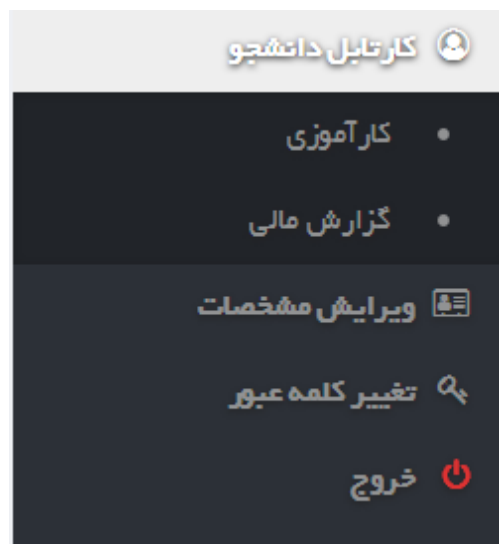 کارتابل دانشجو
کارآموزی
گزارش مالی
ویرایش مشخصات
تغییر کلمه عبور
خروج